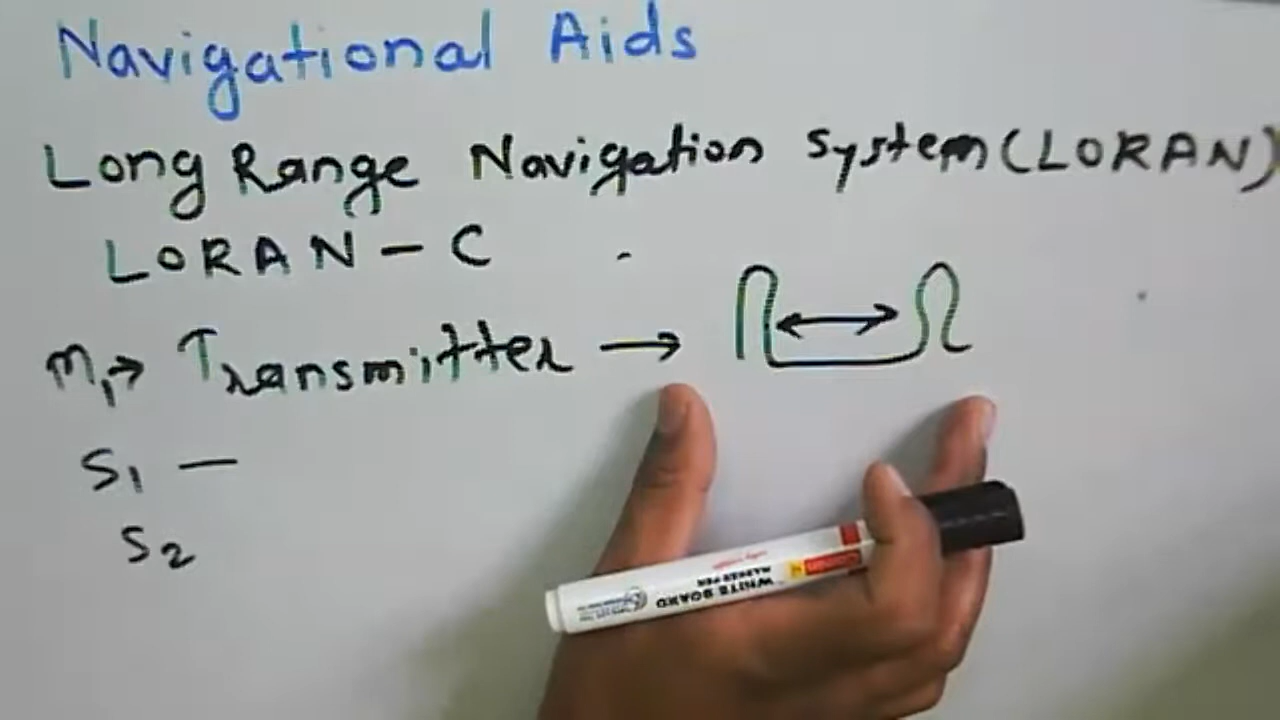 Navigational Aids
Long Range Navigation System (LORAN)
LORAN - C
M1 → Transmitter →
S1 —
S2
WHITE BOARD
MARKER PEN